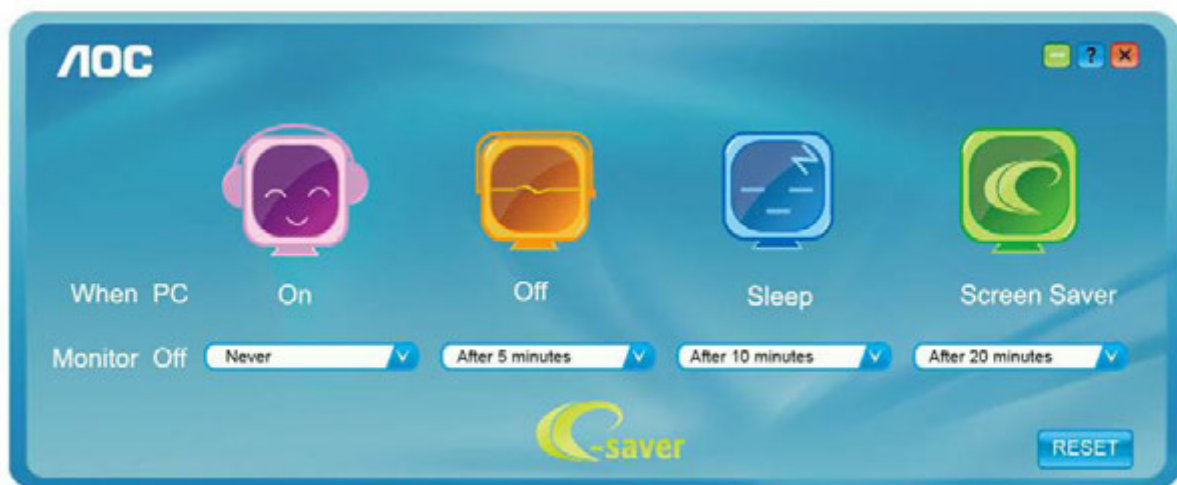 AOC
?
When PC On Off Sleep Screen Saver
Monitor Off Never After 5 minutes After 10 minutes After 20 minutes
e-saver
RESET